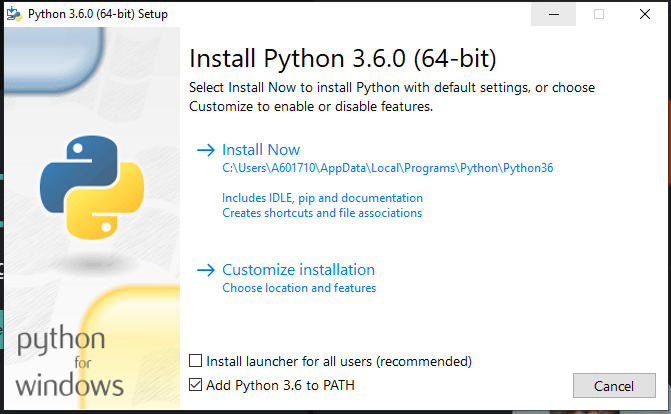 Python 3.6.0 (64-bit) Setup
Install Python 3.6.0 (64-bit)
Select Install Now to install Python with default settings, or choose
Customize to enable or disable features.
Install Now
C:\Users\A601710\AppData\Local\Programs\Python\Python36
Includes IDLE, pip and documentation
Creates shortcuts and file associations
Customize installation
Choose location and features
python
for
windows
Install launcher for all users (recommended)
Add Python 3.6 to PATH
Cancel